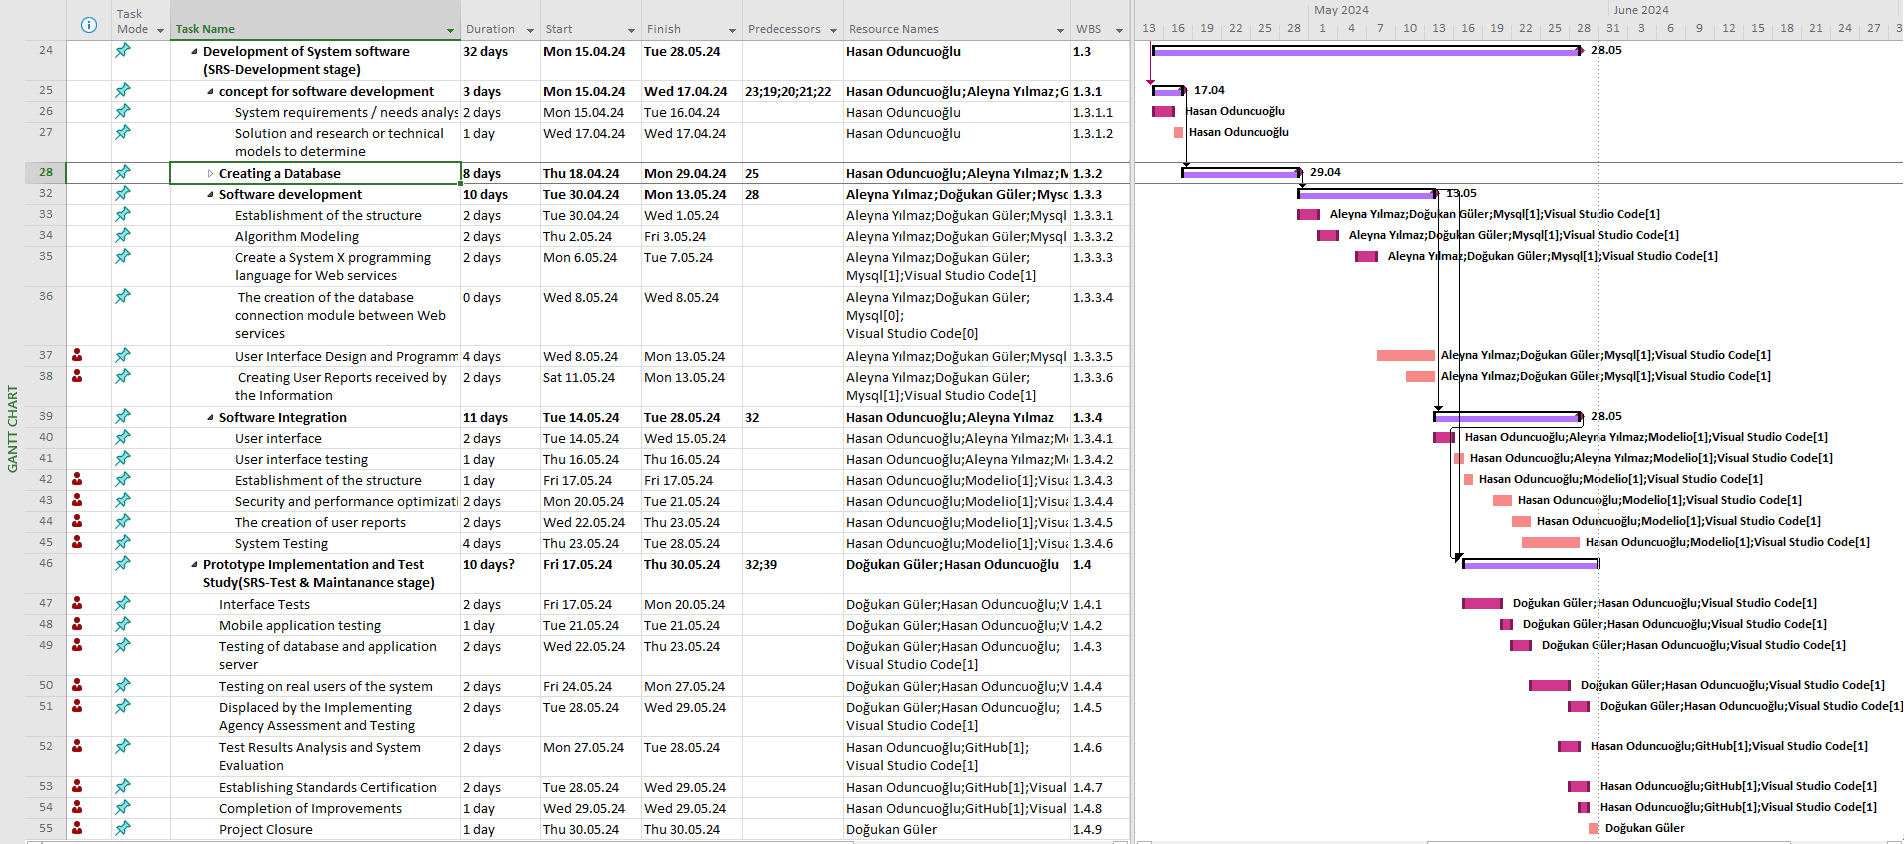 May 2024 June 2024
Task Mode Task Name Duration Start Finish Predecessors Resource Names WBS 13 16 19 22 25 28 1 4 7 10 13 16 19 22 25 28 31 3 6 9 12 15 18 21 24 27 3
24 Development of System software (SRS-Development stage) 32 days Mon 15.04.24 Tue 28.05.24 Hasan Oduncuoğlu 1.3 28.05
25 concept for software development 3 days Mon 15.04.24 Wed 17.04.24 23;19;20;21;22 Hasan Oduncuoğlu;Aleyna Yılmaz;G 1.3.1 17.04
26 System requirements / needs analys 2 days Mon 15.04.24 Tue 16.04.24 Hasan Oduncuoğlu 1.3.1.1 Hasan Oduncuoğlu
27 Solution and research or technical models to determine 1 day Wed 17.04.24 Wed 17.04.24 Hasan Oduncuoğlu 1.3.1.2 Hasan Oduncuoğlu
28 Creating a Database 8 days Thu 18.04.24 Mon 29.04.24 25 Hasan Oduncuoğlu;Aleyna Yılmaz;M 1.3.2 29.04
32 Software development 10 days Tue 30.04.24 Mon 13.05.24 28 Aleyna Yılmaz;Doğukan Güler;Mysq 1.3.3 13.05
33 Establishment of the structure 2 days Tue 30.04.24 Wed 1.05.24 Aleyna Yılmaz;Doğukan Güler;Mysql 1.3.3.1 Aleyna Yılmaz;Doğukan Güler;Mysql[1];Visual Studio Code[1]
34 Algorithm Modeling 2 days Thu 2.05.24 Fri 3.05.24 Aleyna Yılmaz;Doğukan Güler;Mysql 1.3.3.2 Aleyna Yılmaz;Doğukan Güler;Mysql[1];Visual Studio Code[1]
35 Create a System X programming language for Web services 2 days Mon 6.05.24 Tue 7.05.24 Aleyna Yılmaz;Doğukan Güler; Mysql[1];Visual Studio Code[1] 1.3.3.3 Aleyna Yılmaz;Doğukan Güler;Mysql[1];Visual Studio Code[1]
36 The creation of the database connection module between Web services 0 days Wed 8.05.24 Wed 8.05.24 Aleyna Yılmaz;Doğukan Güler; Mysql[0]; Visual Studio Code[0] 1.3.3.4
37 User Interface Design and Programm 4 days Wed 8.05.24 Mon 13.05.24 Aleyna Yılmaz;Doğukan Güler;Mysql 1.3.3.5 Aleyna Yılmaz;Doğukan Güler;Mysql[1];Visual Studio Code[1]
38 Creating User Reports received by the Information 2 days Sat 11.05.24 Mon 13.05.24 Aleyna Yılmaz;Doğukan Güler; Mysql[1];Visual Studio Code[1] 1.3.3.6 Aleyna Yılmaz;Doğukan Güler;Mysql[1];Visual Studio Code[1]
GANTT CHART
39 Software Integration 11 days Tue 14.05.24 Tue 28.05.24 32 Hasan Oduncuoğlu;Aleyna Yılmaz 1.3.4 28.05
40 User interface 2 days Tue 14.05.24 Wed 15.05.24 Hasan Oduncuoğlu;Aleyna Yılmaz;Mo 1.3.4.1 Hasan Oduncuoğlu;Aleyna Yılmaz;Modelio[1];Visual Studio Code[1]
41 User interface testing 1 day Thu 16.05.24 Thu 16.05.24 Hasan Oduncuoğlu;Aleyna Yılmaz;Mo 1.3.4.2 Hasan Oduncuoğlu;Aleyna Yılmaz;Modelio[1];Visual Studio Code[1]
42 Establishment of the structure 1 day Fri 17.05.24 Fri 17.05.24 Hasan Oduncuoğlu;Modelio[1];Visua 1.3.4.3 Hasan Oduncuoğlu;Modelio[1];Visual Studio Code[1]
43 Security and performance optimizati 2 days Mon 20.05.24 Tue 21.05.24 Hasan Oduncuoğlu;Modelio[1];Visua 1.3.4.4 Hasan Oduncuoğlu;Modelio[1];Visual Studio Code[1]
44 The creation of user reports 2 days Wed 22.05.24 Thu 23.05.24 Hasan Oduncuoğlu;Modelio[1];Visua 1.3.4.5 Hasan Oduncuoğlu;Modelio[1];Visual Studio Code[1]
45 System Testing 4 days Thu 23.05.24 Tue 28.05.24 Hasan Oduncuoğlu;Modelio[1];Visua 1.3.4.6 Hasan Oduncuoğlu;Modelio[1];Visual Studio Code[1]
46 Prototype Implementation and Test Study(SRS-Test & Maintanance stage) 10 days? Fri 17.05.24 Thu 30.05.24 32;39 Doğukan Güler;Hasan Oduncuoğlu 1.4
47 Interface Tests 2 days Fri 17.05.24 Mon 20.05.24 Doğukan Güler;Hasan Oduncuoğlu;V 1.4.1 Doğukan Güler;Hasan Oduncuoğlu;Visual Studio Code[1]
48 Mobile application testing 1 day Tue 21.05.24 Tue 21.05.24 Doğukan Güler;Hasan Oduncuoğlu;V 1.4.2 Doğukan Güler;Hasan Oduncuoğlu;Visual Studio Code[1]
49 Testing of database and application server 2 days Wed 22.05.24 Thu 23.05.24 Doğukan Güler;Hasan Oduncuoğlu; Visual Studio Code[1] 1.4.3 Doğukan Güler;Hasan Oduncuoğlu;Visual Studio Code[1]
50 Testing on real users of the system 2 days Fri 24.05.24 Mon 27.05.24 Doğukan Güler;Hasan Oduncuoğlu;V 1.4.4 Doğukan Güler;Hasan Oduncuoğlu;Visual Studio Code[1]
51 Displaced by the Implementing Agency Assessment and Testing 2 days Tue 28.05.24 Wed 29.05.24 Doğukan Güler;Hasan Oduncuoğlu; Visual Studio Code[1] 1.4.5 Doğukan Güler;Hasan Oduncuoğlu;Visual Studio Code[1]
52 Test Results Analysis and System Evaluation 2 days Mon 27.05.24 Tue 28.05.24 Hasan Oduncuoğlu;GitHub[1]; Visual Studio Code[1] 1.4.6 Hasan Oduncuoğlu;GitHub[1];Visual Studio Code[1]
53 Establishing Standards Certification 2 days Tue 28.05.24 Wed 29.05.24 Hasan Oduncuoğlu;GitHub[1];Visual 1.4.7 Hasan Oduncuoğlu;GitHub[1];Visual Studio Code[1]
54 Completion of Improvements 1 day Wed 29.05.24 Wed 29.05.24 Hasan Oduncuoğlu;GitHub[1];Visual 1.4.8 Hasan Oduncuoğlu;GitHub[1];Visual Studio Code[1]
55 Project Closure 1 day Thu 30.05.24 Thu 30.05.24 Doğukan Güler 1.4.9 Doğukan Güler